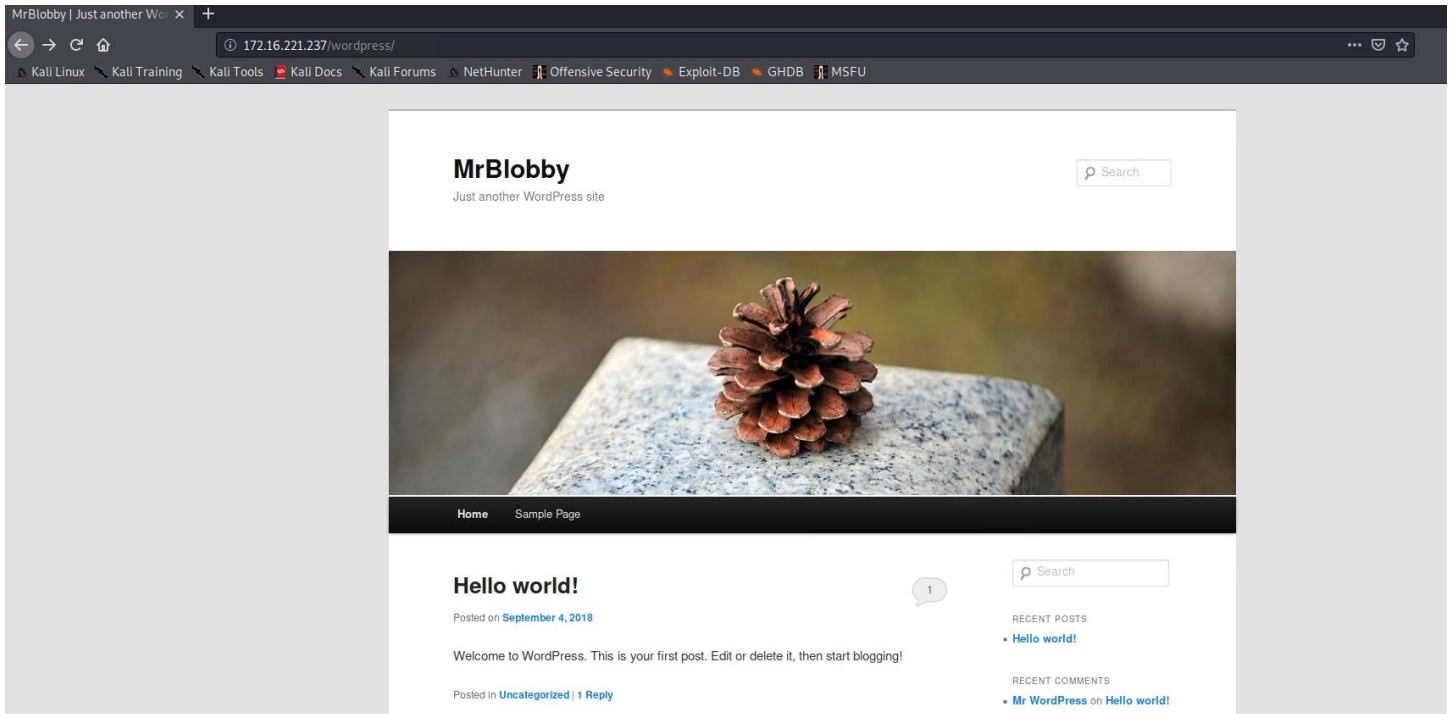 MrBlobby | Just another Wor
172.16.221.237/wordpress/
Kali Linux Kali Training Kali Tools Kali Docs Kali Forums NetHunter Offensive Security Exploit-DB GHDB MSFU
MrBlobby
Just another WordPress site
Search
Home Sample Page
Hello world!
1
Posted on September 4, 2018
Welcome to WordPress. This is your first post. Edit or delete it, then start blogging!
Posted in Uncategorized | 1 Reply
Search
RECENT POSTS
Hello world!
RECENT COMMENTS
Mr WordPress on Hello world!